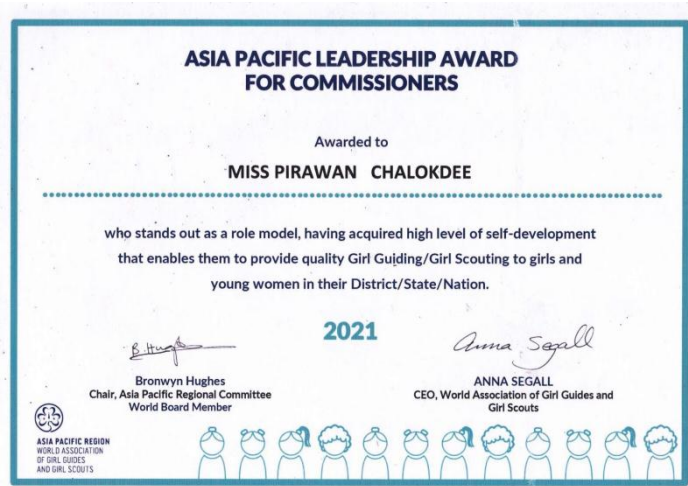 ASIA PACIFIC LEADERSHIP AWARD
FOR COMMISSIONERS
Awarded to
MISS PIRAWAN CHALOKDEE
who stands out as a role model, having acquired high level of self-development
that enables them to provide quality Girl Guiding/Girl Scouting to girls and
young women in their District/State/Nation.
2021
B. Hughes
Anna Segall
Bronwyn Hughes
Chair, Asia Pacific Regional Committee
World Board Member
ANNA SEGALL
CEO, World Association of Girl Guides and
Girl Scouts
ASIA PACIFIC REGION
WORLD ASSOCIATION
OF GIRL GUIDES
AND GIRL SCOUTS